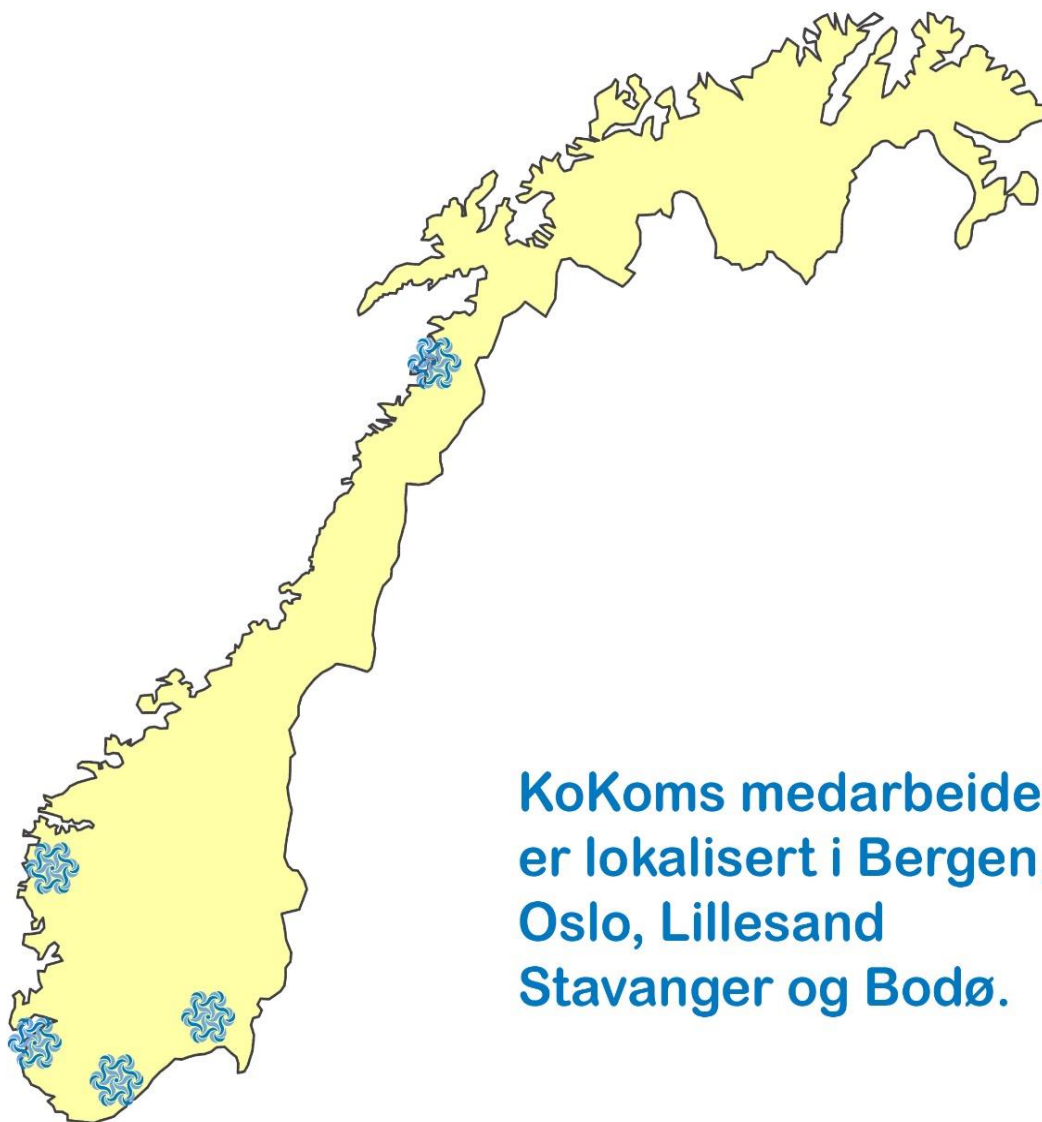 KoKoms medarbeide
er lokalisert i Bergen
Oslo, Lillesand
Stavanger og Bodø.